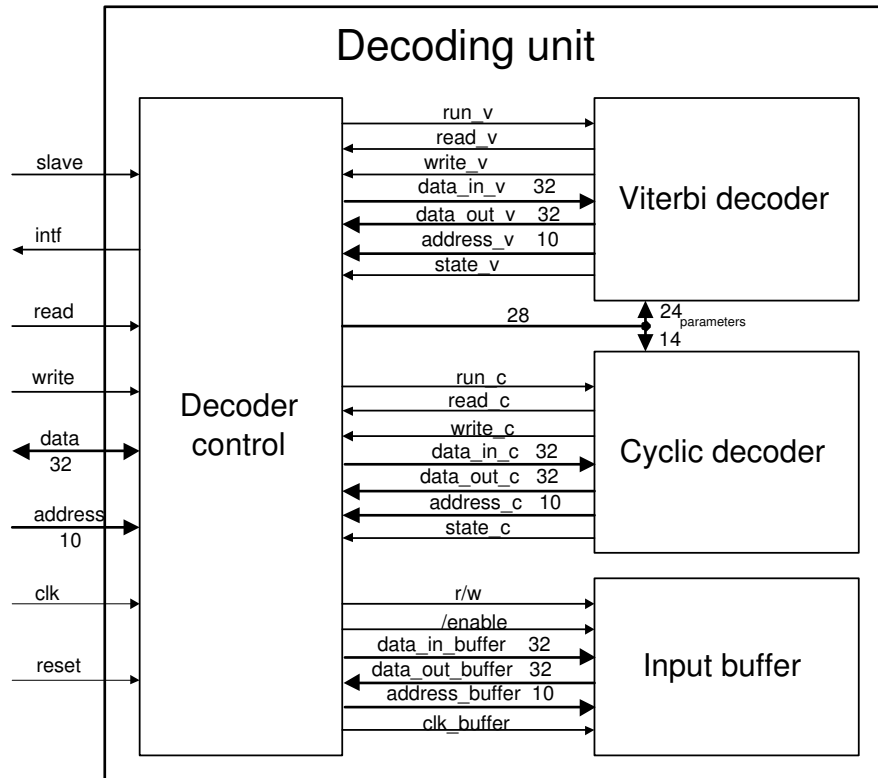 Decoding unit
slave
intf
read
write
data
32
address
10
clk
reset
Decoder
control
run_v
read_v
write_v
data_in_v 32
data_out_v 32
address_v 10
state_v
28
24
parameters
14
run_c
read_c
write_c
data_in_c 32
data_out_c 32
address_c 10
state_c
r/w
/enable
data_in_buffer 32
data_out_buffer 32
address_buffer 10
clk_buffer
Viterbi decoder
Cyclic decoder
Input buffer